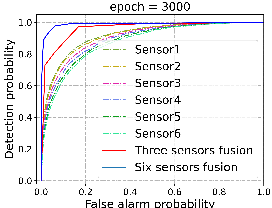 epoch = 3000
Detection probability
1.0
0.8
0.6
0.4
0.2
0.0
Sensor1
Sensor2
Sensor3
Sensor4
Sensor5
Sensor6
Three sensors fusion
Six sensors fusion
0.0 0.2 0.4 0.6 0.8 1.0
False alarm probability